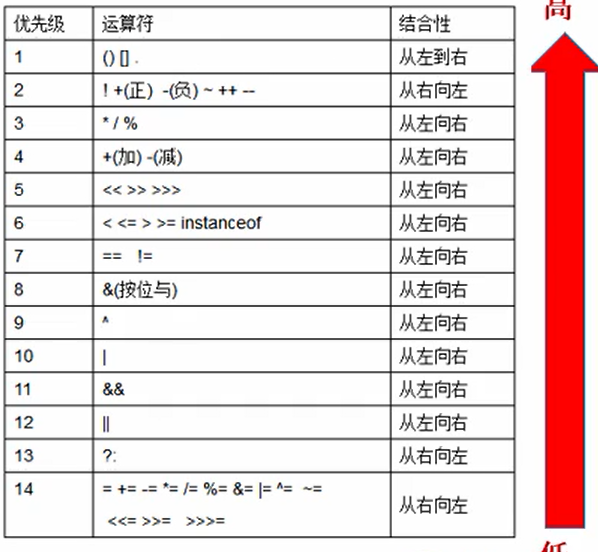 高
优先级 运算符 结合性
1 () [] . 从左到右
2 ! +(正) -(负) ~ ++ -- 从右向左
3 * / % 从左向右
4 +(加) -(减) 从左向右
5 << >> >>> 从左向右
6 < <= > >= instanceof 从左向右
7 == != 从左向右
8 &(按位与) 从左向右
9 ^ 从左向右
10 | 从左向右
11 && 从左向右
12 || 从左向右
13 ?: 从右向左
14 = += -= *= /= %= &= |= ^= ~= 从右向左
<<= >>= >>>=
低